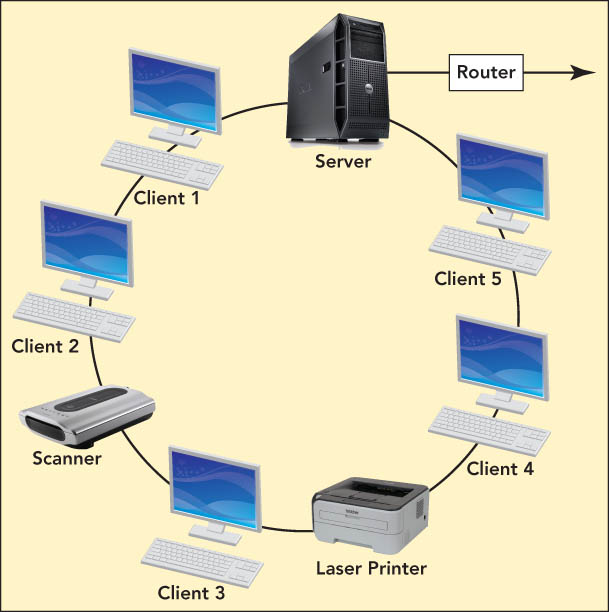 Router
Server
Client 1
Client 5
Client 2
Scanner
Client 4
Laser Printer
Client 3